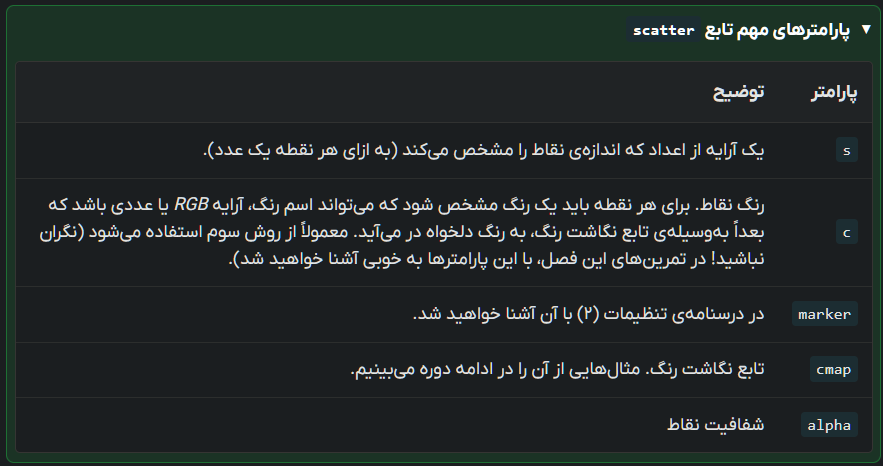 ▼ پارامترهای مهم تابع scatter
پارامتر توضیح
s یک آرایه از اعداد که اندازه‌ی نقاط را مشخص می‌کند (به ازای هر نقطه یک عدد).
رنگ نقاط. برای هر نقطه باید یک رنگ مشخص شود که می‌تواند اسم رنگ، آرایه RGB یا عددی باشد که
c بعداً به‌وسیله‌ی تابع نگاشت رنگ، به رنگ دلخواه در می‌آید. معمولاً از روش سوم استفاده می‌شود (نگران
نباشید! در تمرین‌های این فصل، با این پارامترها به خوبی آشنا خواهید شد).
marker در درسنامه‌ی تنظیمات (۲) با آن آشنا خواهید شد.
cmap تابع نگاشت رنگ. مثال‌هایی از آن را در ادامه دوره می‌بینیم.
alpha شفافیت نقاط